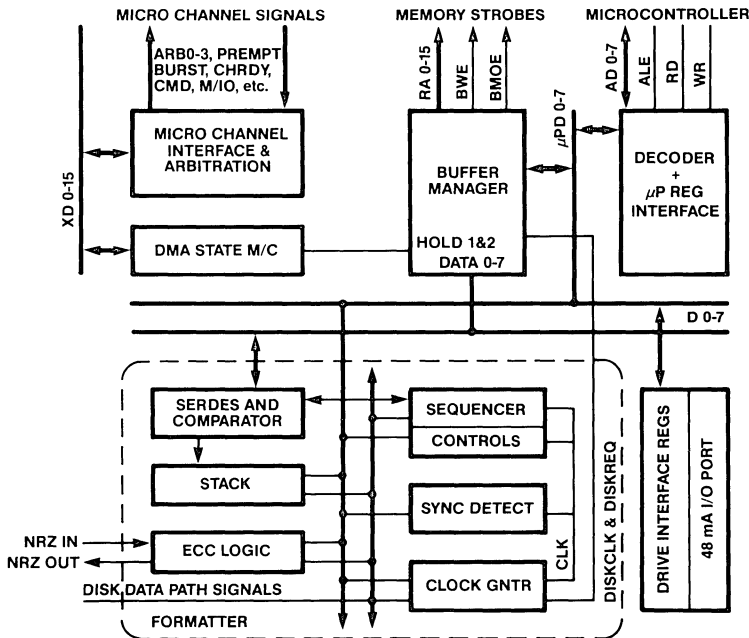 MICRO CHANNEL SIGNALS
MEMORY STROBES
MICROCONTROLLER
ARB0-3, PREMPT
BURST, CHRDY,
CMD, M/IO, etc.
RA 0-15
BWE
BMOE
AD 0-7
ALE
RD
WR
XD 0-15
MICRO CHANNEL
INTERFACE &
ARBITRATION
BUFFER
MANAGER
μPD 0-7
DECODER
+
μP REG
INTERFACE
DMA STATE M/C
HOLD 1&2
DATA 0-7
D 0-7
SERDES AND
COMPARATOR
SEQUENCER
CONTROLS
STACK
SYNC DETECT
NRZ IN
NRZ OUT
ECC LOGIC
CLK
CLOCK GNTR
DISK DATA PATH SIGNALS
FORMATTER
DISKCLK & DISKREQ
DRIVE INTERFACE REGS
48 mA I/O PORT